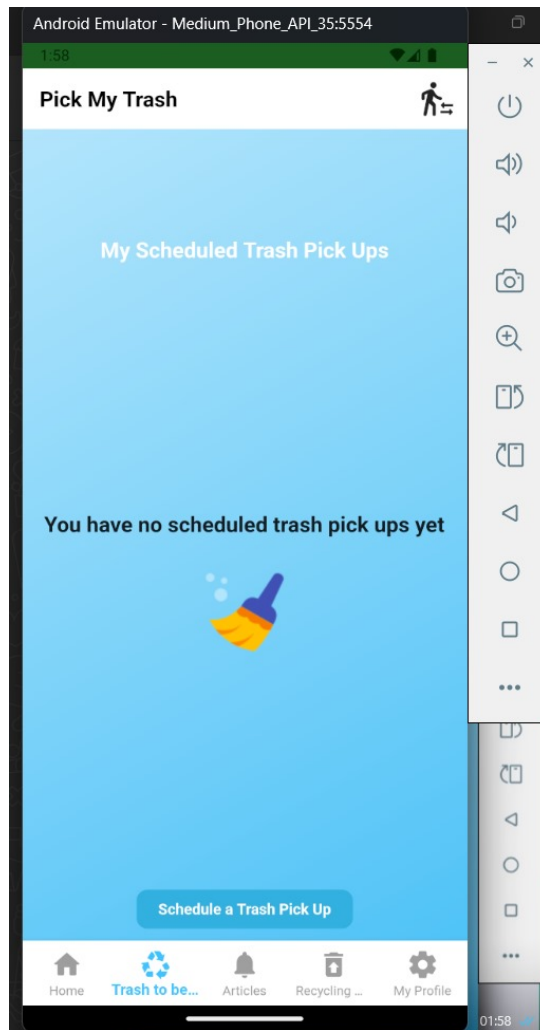 Android Emulator - Medium_Phone_API_35:5554
1:58
Pick My Trash
My Scheduled Trash Pick Ups
You have no scheduled trash pick ups yet
Schedule a Trash Pick Up
Home Trash to be... Articles Recycling ... My Profile
01:58